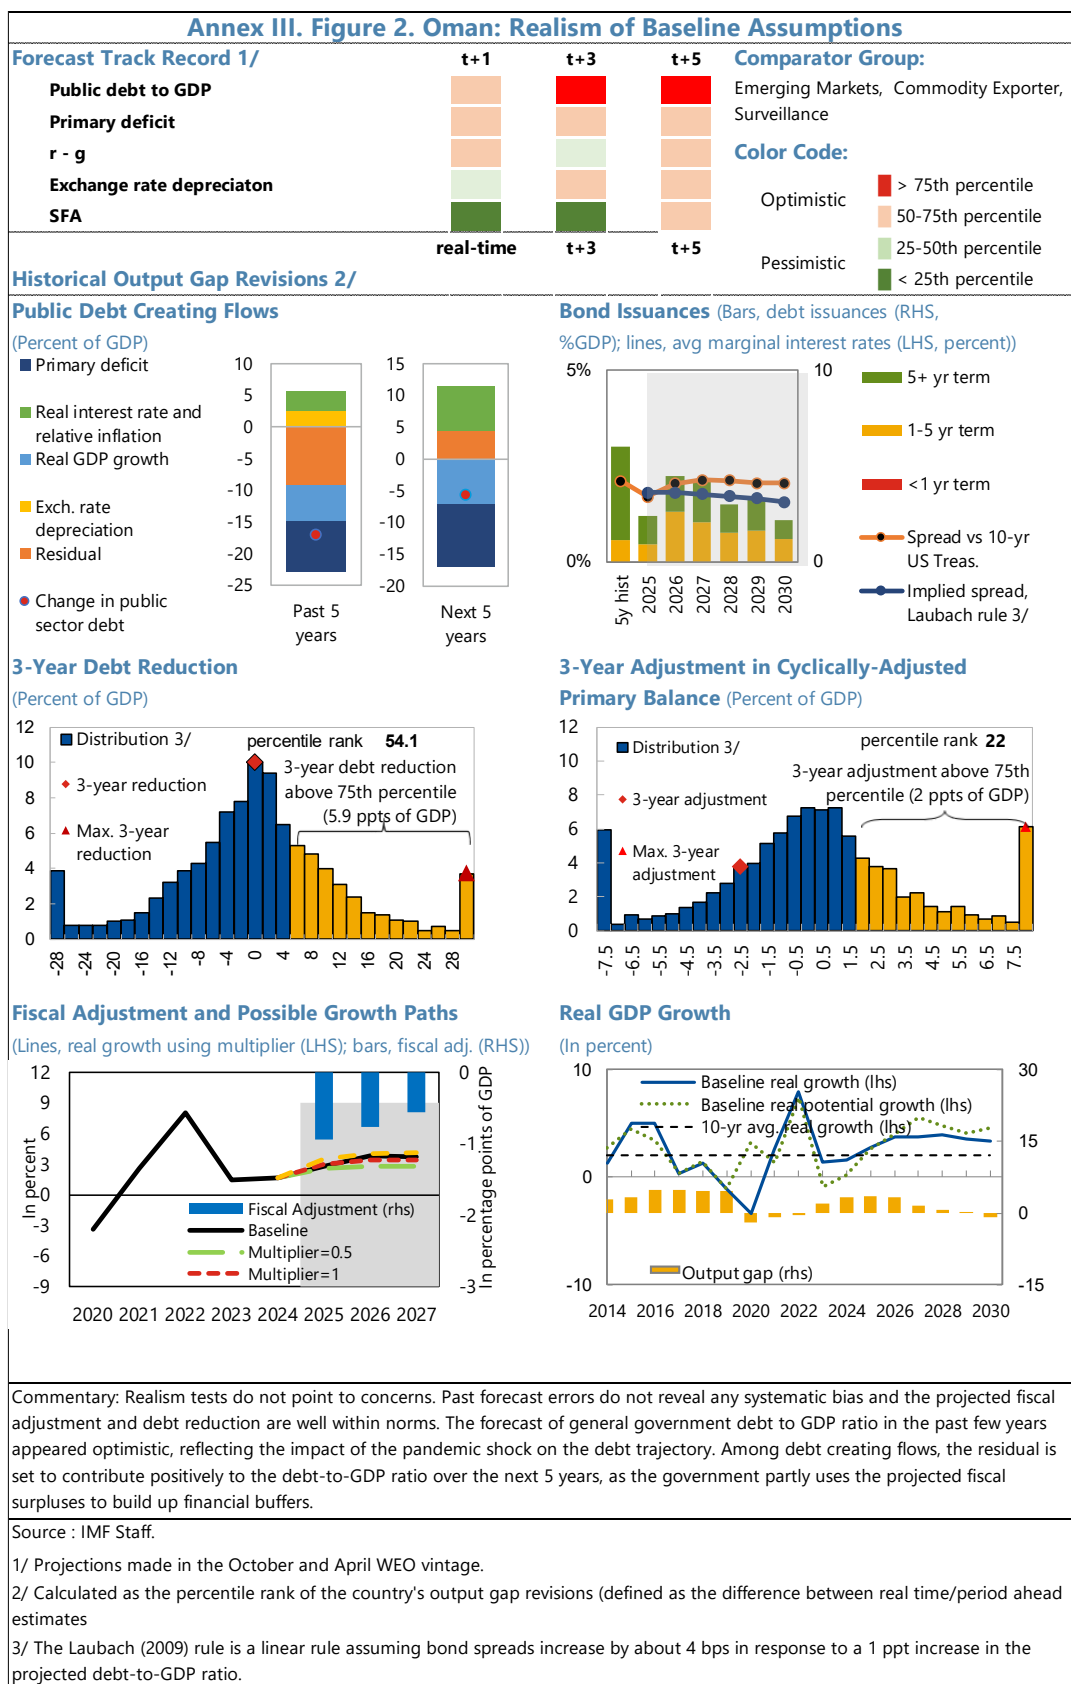 Annex III. Figure 2. Oman: Realism of Baseline Assumptions
Forecast Track Record 1/ t+1 t+3 t+5
Public debt to GDP
Primary deficit
r - g
Exchange rate depreciaton
SFA
real-time t+3 t+5
Historical Output Gap Revisions 2/
Comparator Group:
Emerging Markets, Commodity Exporter,
Surveillance
Color Code:
Optimistic
> 75th percentile
50-75th percentile
Pessimistic
25-50th percentile
< 25th percentile
Public Debt Creating Flows
(Percent of GDP)
Primary deficit
Real interest rate and
relative inflation
Real GDP growth
Exch. rate
depreciation
Residual
Change in public
sector debt
10
5
0
-5
-10
-15
-20
-25
Past 5
years
15
10
5
0
-5
-10
-15
-20
Next 5
years
Bond Issuances (Bars, debt issuances (RHS,
%GDP); lines, avg marginal interest rates (LHS, percent))
5%
0%
10
0
5y hist 2025 2026 2027 2028 2029 2030
5+ yr term
1-5 yr term
<1 yr term
Spread vs 10-yr
US Treas.
Implied spread,
Laubach rule 3/
3-Year Debt Reduction
(Percent of GDP)
12
10
8
6
4
2
0
Distribution 3/
3-year reduction
Max. 3-year
reduction
percentile rank 54.1
3-year debt reduction
above 75th percentile
(5.9 ppts of GDP)
-28 -24 -20 -16 -12 -8 -4 0 4 8 12 16 20 24 28
3-Year Adjustment in Cyclically-Adjusted
Primary Balance (Percent of GDP)
12
10
8
6
4
2
0
Distribution 3/
3-year adjustment
Max. 3-year
adjustment
percentile rank 22
3-year adjustment above 75th
percentile (2 ppts of GDP)
-7.5 -6.5 -5.5 -4.5 -3.5 -2.5 -1.5 -0.5 0.5 1.5 2.5 3.5 4.5 5.5 6.5 7.5
Fiscal Adjustment and Possible Growth Paths
(Lines, real growth using multiplier (LHS); bars, fiscal adj. (RHS))
In percent
12
9
6
3
0
-3
-6
-9
0
-1
-2
-3
In percentage points of GDP
Fiscal Adjustment (rhs)
Baseline
Multiplier=0.5
Multiplier=1
2020 2021 2022 2023 2024 2025 2026 2027
Real GDP Growth
(In percent)
10
0
-10
30
15
0
-15
Baseline real growth (lhs)
Baseline real potential growth (lhs)
10-yr avg. real growth (lhs)
Output gap (rhs)
2014 2016 2018 2020 2022 2024 2026 2028 2030
Commentary: Realism tests do not point to concerns. Past forecast errors do not reveal any systematic bias and the projected fiscal
adjustment and debt reduction are well within norms. The forecast of general government debt to GDP ratio in the past few years
appeared optimistic, reflecting the impact of the pandemic shock on the debt trajectory. Among debt creating flows, the residual is
set to contribute positively to the debt-to-GDP ratio over the next 5 years, as the government partly uses the projected fiscal
surpluses to build up financial buffers.
Source : IMF Staff.
1/ Projections made in the October and April WEO vintage.
2/ Calculated as the percentile rank of the country's output gap revisions (defined as the difference between real time/period ahead
estimates
3/ The Laubach (2009) rule is a linear rule assuming bond spreads increase by about 4 bps in response to a 1 ppt increase in the
projected debt-to-GDP ratio.